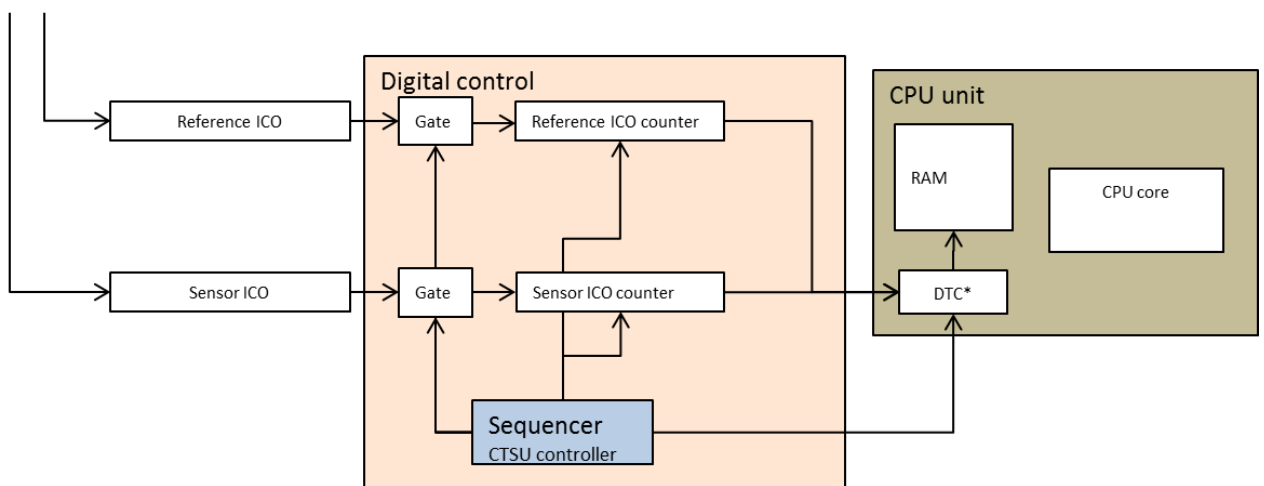 Digital control
CPU unit
Reference ICO
Gate
Reference ICO counter
RAM
CPU core
Sensor ICO
Gate
Sensor ICO counter
DTC*
Sequencer
CTSU controller